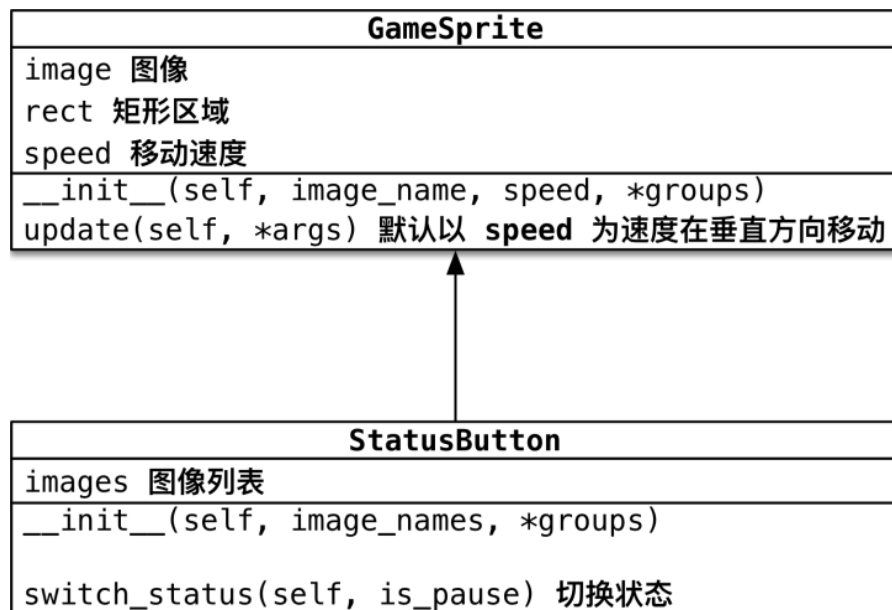 GameSprite
image 图像
rect 矩形区域
speed 移动速度
__init__(self, image_name, speed, *groups)
update(self, *args) 默认以 speed 为速度在垂直方向移动
StatusButton
images 图像列表
__init__(self, image_names, *groups)
switch_status(self, is_pause) 切换状态